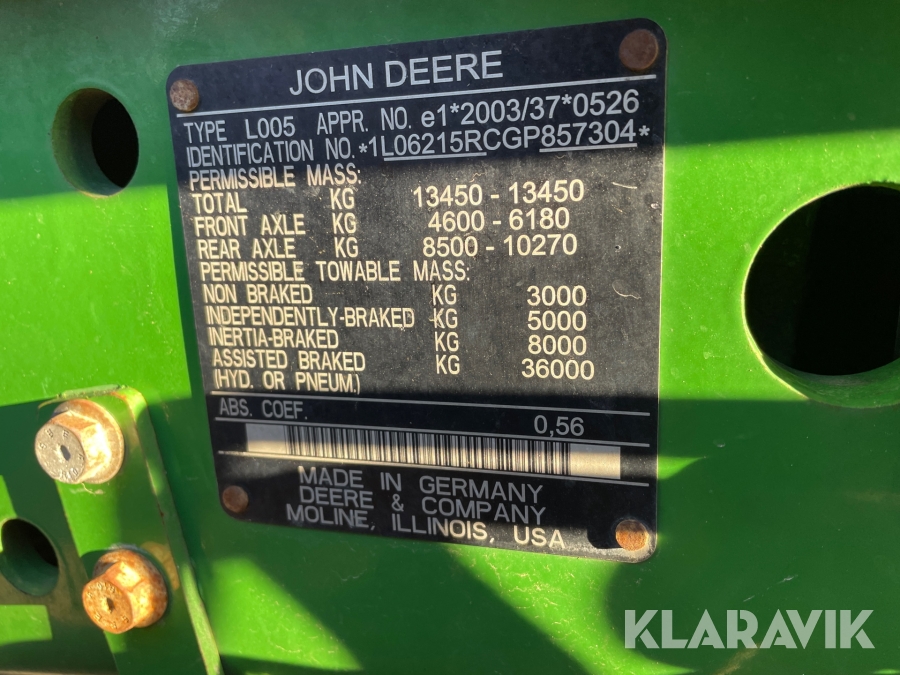 JOHN DEERE
TYPE L005 APPR. NO. e1*2003/37*0526
IDENTIFICATION NO. *1L06215RCGP857304*
PERMISSIBLE MASS:
TOTAL KG 13450 - 13450
FRONT AXLE KG 4600 - 6180
REAR AXLE KG 8500 - 10270
PERMISSIBLE TOWABLE MASS:
NON BRAKED KG 3000
INDEPENDENTLY-BRAKED KG 5000
INERTIA-BRAKED KG 8000
ASSISTED BRAKED KG 36000
(HYD. OR PNEUM.)
ABS. COEF. 0,56
MADE IN GERMANY
DEERE & COMPANY
MOLINE, ILLINOIS, USA
KLARAVIK